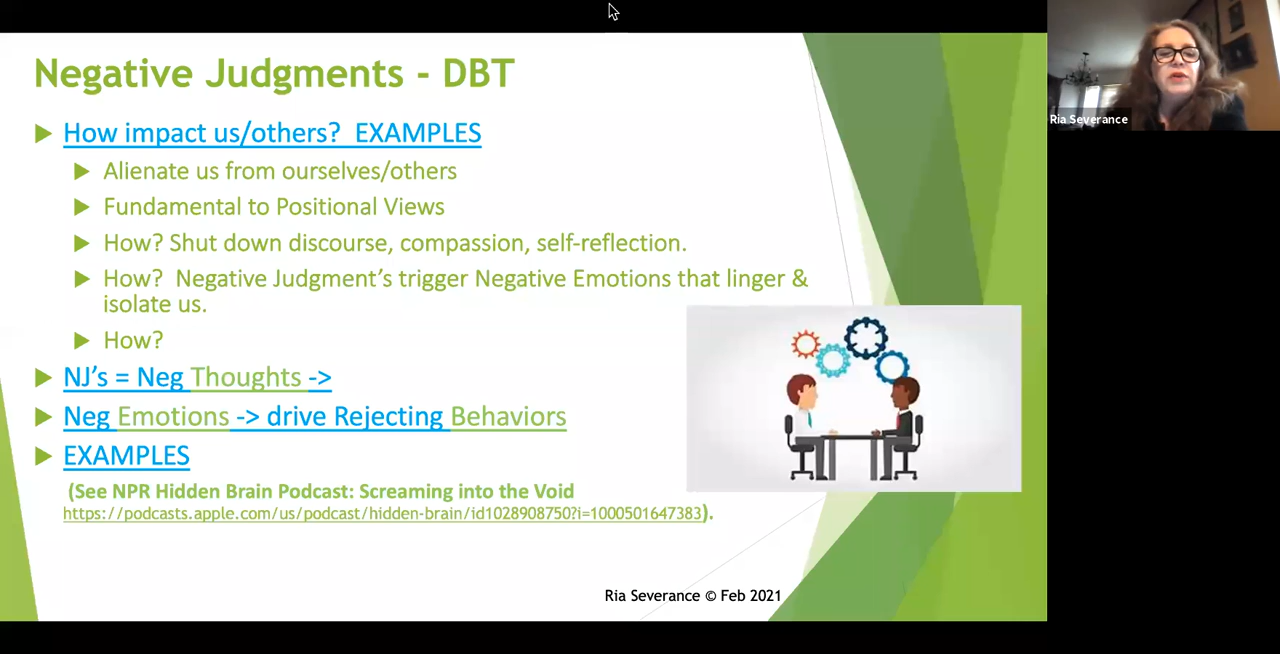 Negative Judgments - DBT
How impact us/others?  EXAMPLES
Alienate us from ourselves/others
Fundamental to Positional Views
How? Shut down discourse, compassion, self-reflection.
How?  Negative Judgment's trigger Negative Emotions that linger &
isolate us.
How?
NJ's = Neg Thoughts ->
Neg Emotions -> drive Rejecting Behaviors
EXAMPLES
(See NPR Hidden Brain Podcast: Screaming into the Void
https://podcasts.apple.com/us/podcast/hidden-brain/id1028908750?i=1000501647383).
Ria Severance © Feb 2021
Ria Severance